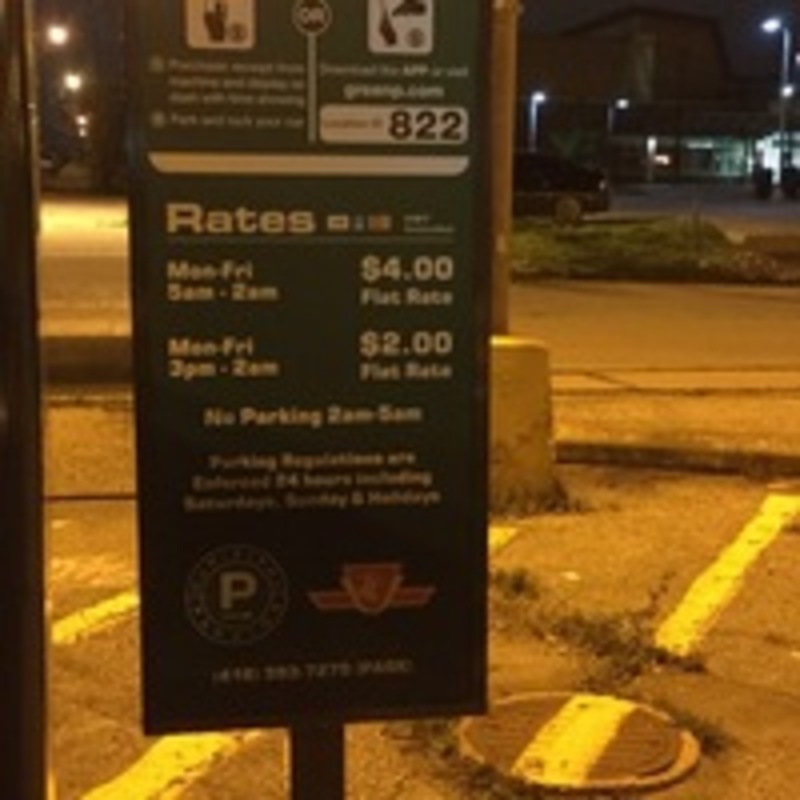 OR
Purchase receipt from
machine and display on
dash with time showing
Park and lock your car
Download the APP or visit
greenp.com
822
Rates
Mon-Fri $4.00
5am - 2am Flat Rate
Mon-Fri $2.00
3pm - 2am Flat Rate
No Parking 2am-5am
Parking Regulations are
Enforced 24 hours including
Saturdays, Sunday & Holidays
P
(PARK)